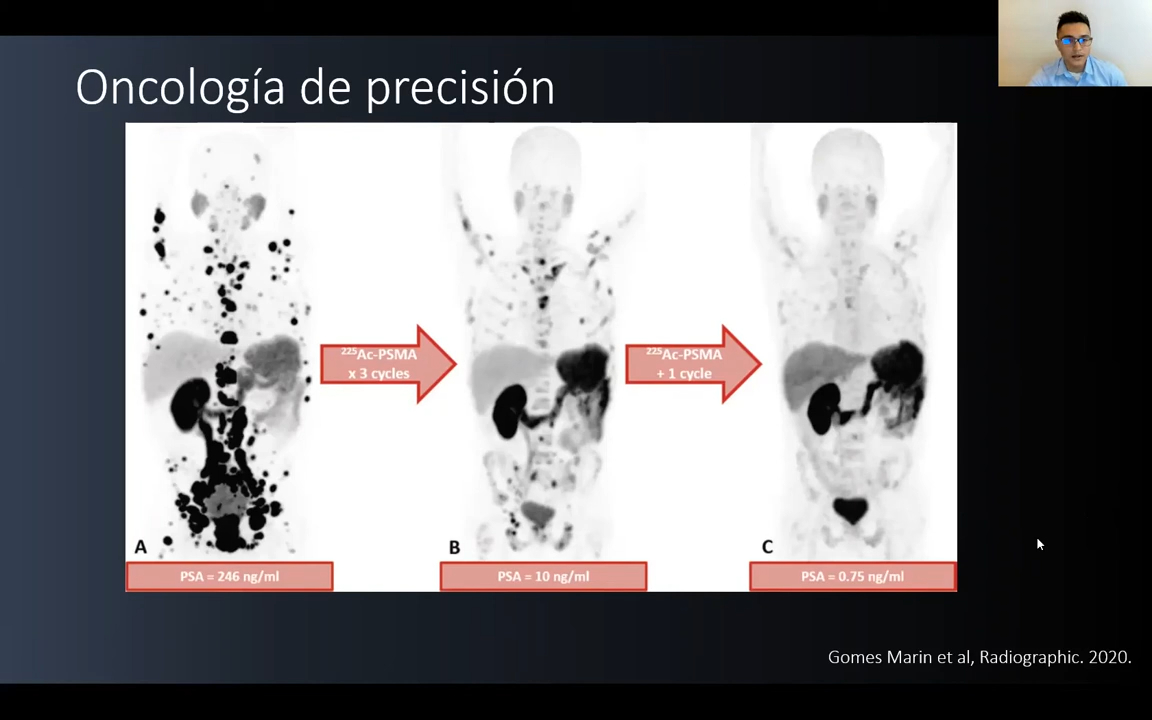 Oncología de precisión
²²⁵Ac-PSMA
x 3 cycles
²²⁵Ac-PSMA
+ 1 cycle
A
B
C
PSA = 246 ng/ml
PSA = 10 ng/ml
PSA = 0.75 ng/ml
Gomes Marin et al, Radiographic. 2020.